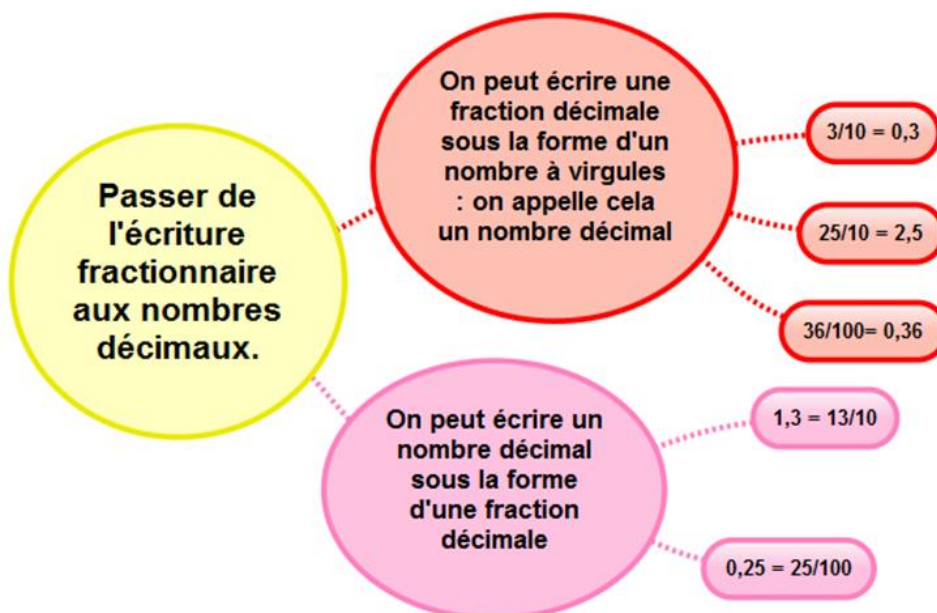 Passer de
l'écriture
fractionnaire
aux nombres
décimaux.
On peut écrire une
fraction décimale
sous la forme d'un
nombre à virgules
: on appelle cela
un nombre décimal
3/10 = 0,3
25/10 = 2,5
36/100= 0,36
On peut écrire un
nombre décimal
sous la forme
d'une fraction
décimale
1,3 = 13/10
0,25 = 25/100